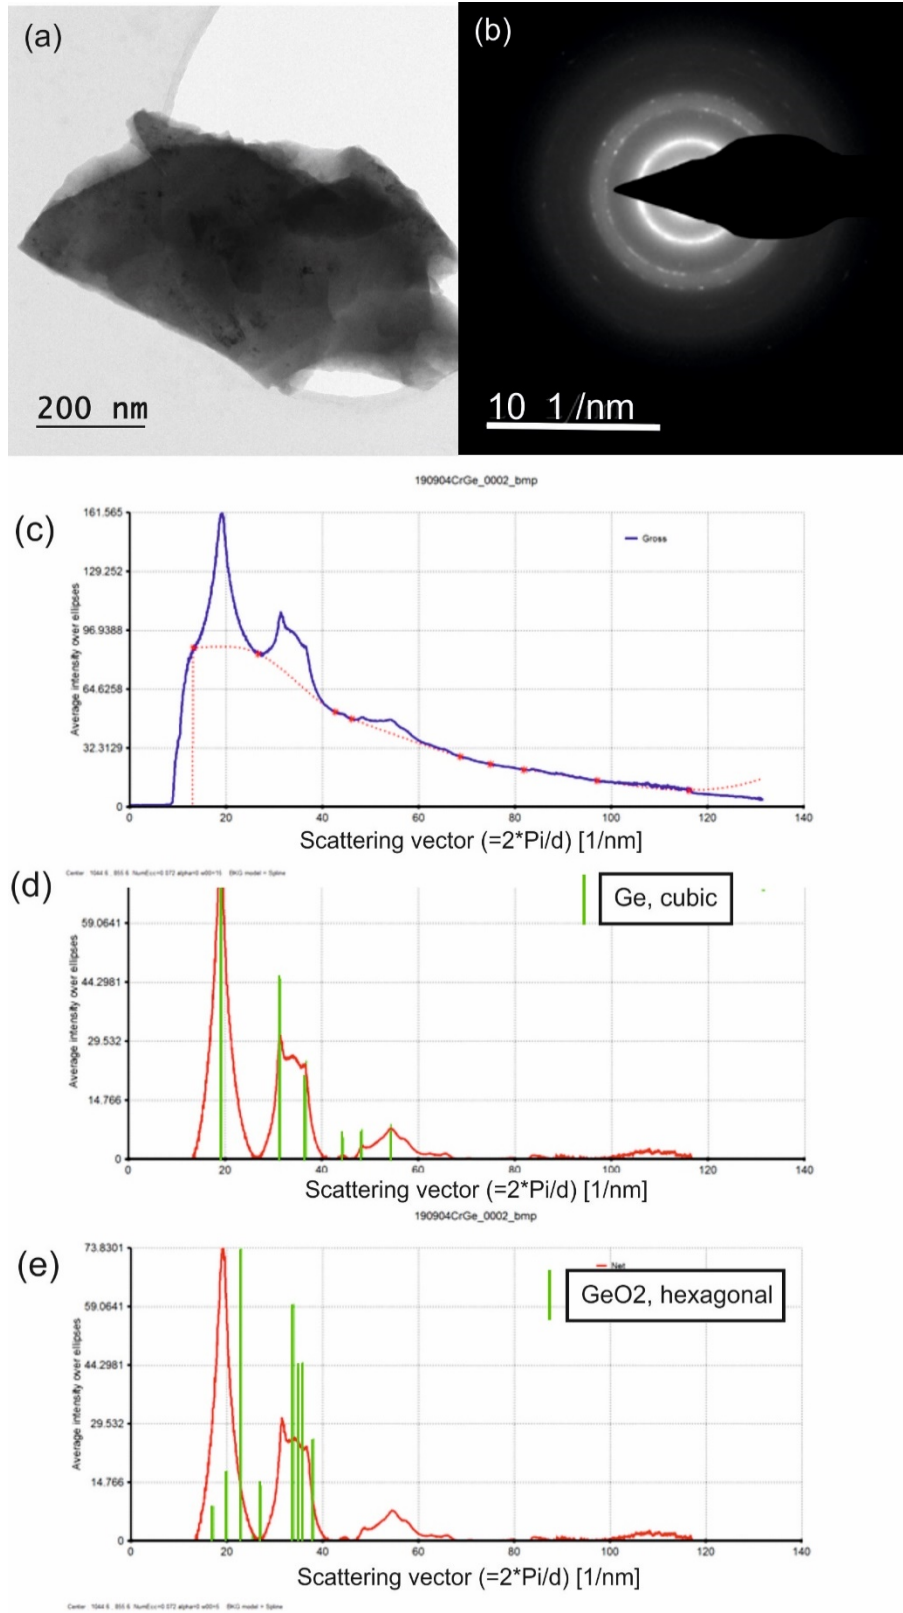 (a)
(b)
200 nm
10 1/nm
190904CrGe_0002_bmp
(c)
161.565
129.252
96.9388
64.6258
32.3129
0
Average intensity over ellipses
Gross
0 20 40 60 80 100 120 140
Scattering vector (=2*Pi/d) [1/nm]
(d)
Ge, cubic
59.0641
44.2981
29.532
14.766
0
Average intensity over ellipses
0 20 40 60 80 100 120 140
Scattering vector (=2*Pi/d) [1/nm]
190904CrGe_0002_bmp
(e)
73.8301
59.0641
44.2981
29.532
14.766
0
Average intensity over ellipses
Net
GeO2, hexagonal
0 20 40 60 80 100 120 140
Scattering vector (=2*Pi/d) [1/nm]